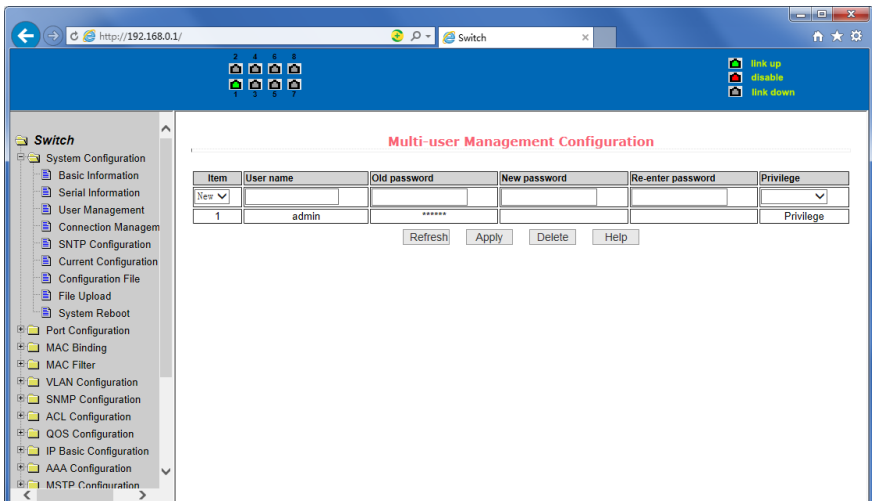 http://192.168.0.1/
Switch
2 4 6 8
1 3 5 7
link up
disable
link down
Switch
System Configuration
Basic Information
Serial Information
User Management
Connection Managem
SNTP Configuration
Current Configuration
Configuration File
File Upload
System Reboot
Port Configuration
MAC Binding
MAC Filter
VLAN Configuration
SNMP Configuration
ACL Configuration
QOS Configuration
IP Basic Configuration
AAA Configuration
MSTP Configuration
Multi-user Management Configuration
Item User name Old password New password Re-enter password Privilege
New
1 admin ****** Privilege
Refresh Apply Delete Help